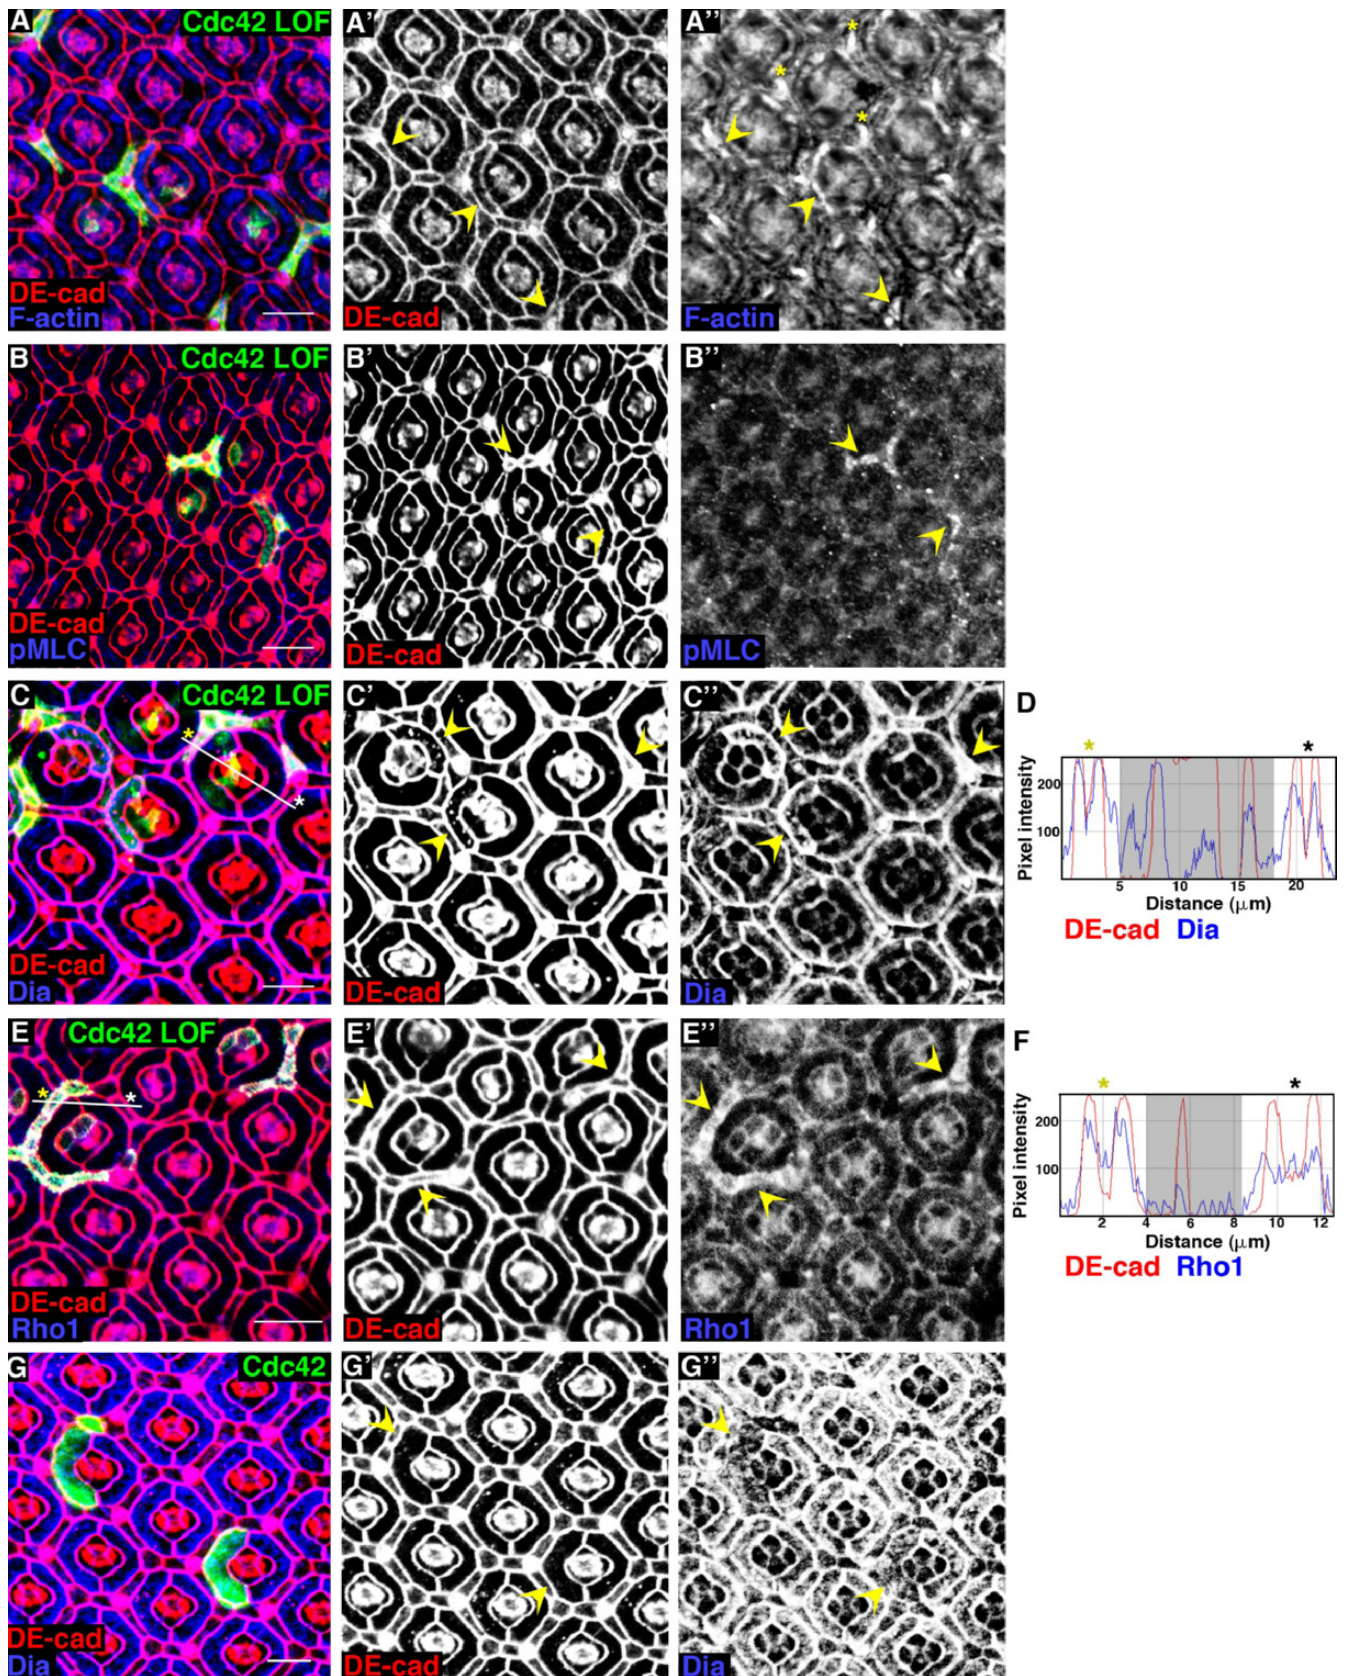 A Cdc42 LOF A' A''
* * *
DE-cad
F-actin DE-cad F-actin
B Cdc42 LOF B' B''
DE-cad
pMLC DE-cad pMLC
C Cdc42 LOF C' C'' D
* *
* *
Pixel intensity
200
100
5 10 15 20
Distance (μm)
DE-cad Dia
DE-cad
Dia DE-cad Dia
E Cdc42 LOF E' E'' F
* *
* *
Pixel intensity
200
100
2 4 6 8 10 12
Distance (μm)
DE-cad Rho1
DE-cad
Rho1 DE-cad Rho1
G Cdc42 G' G''
DE-cad
Dia DE-cad Dia